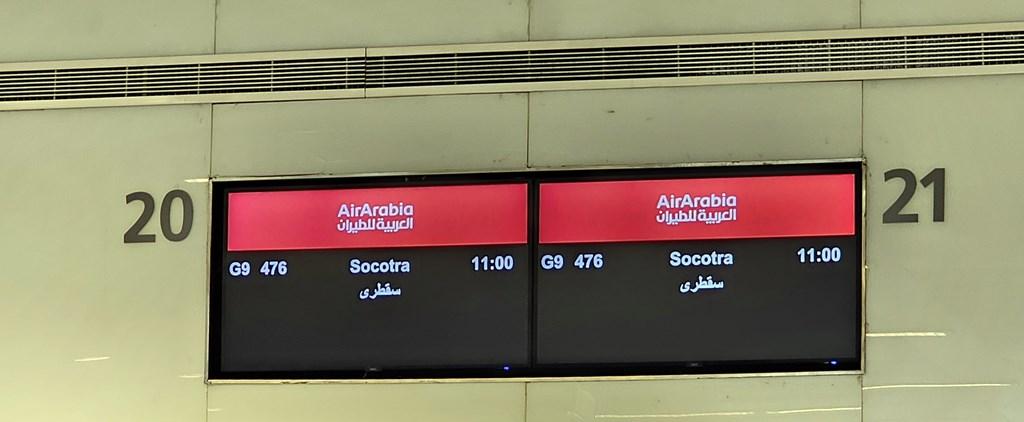 20
AirArabia
العربية للطيران
G9 476 Socotra 11:00
سقطرى
AirArabia
العربية للطيران
G9 476 Socotra 11:00
سقطرى
21